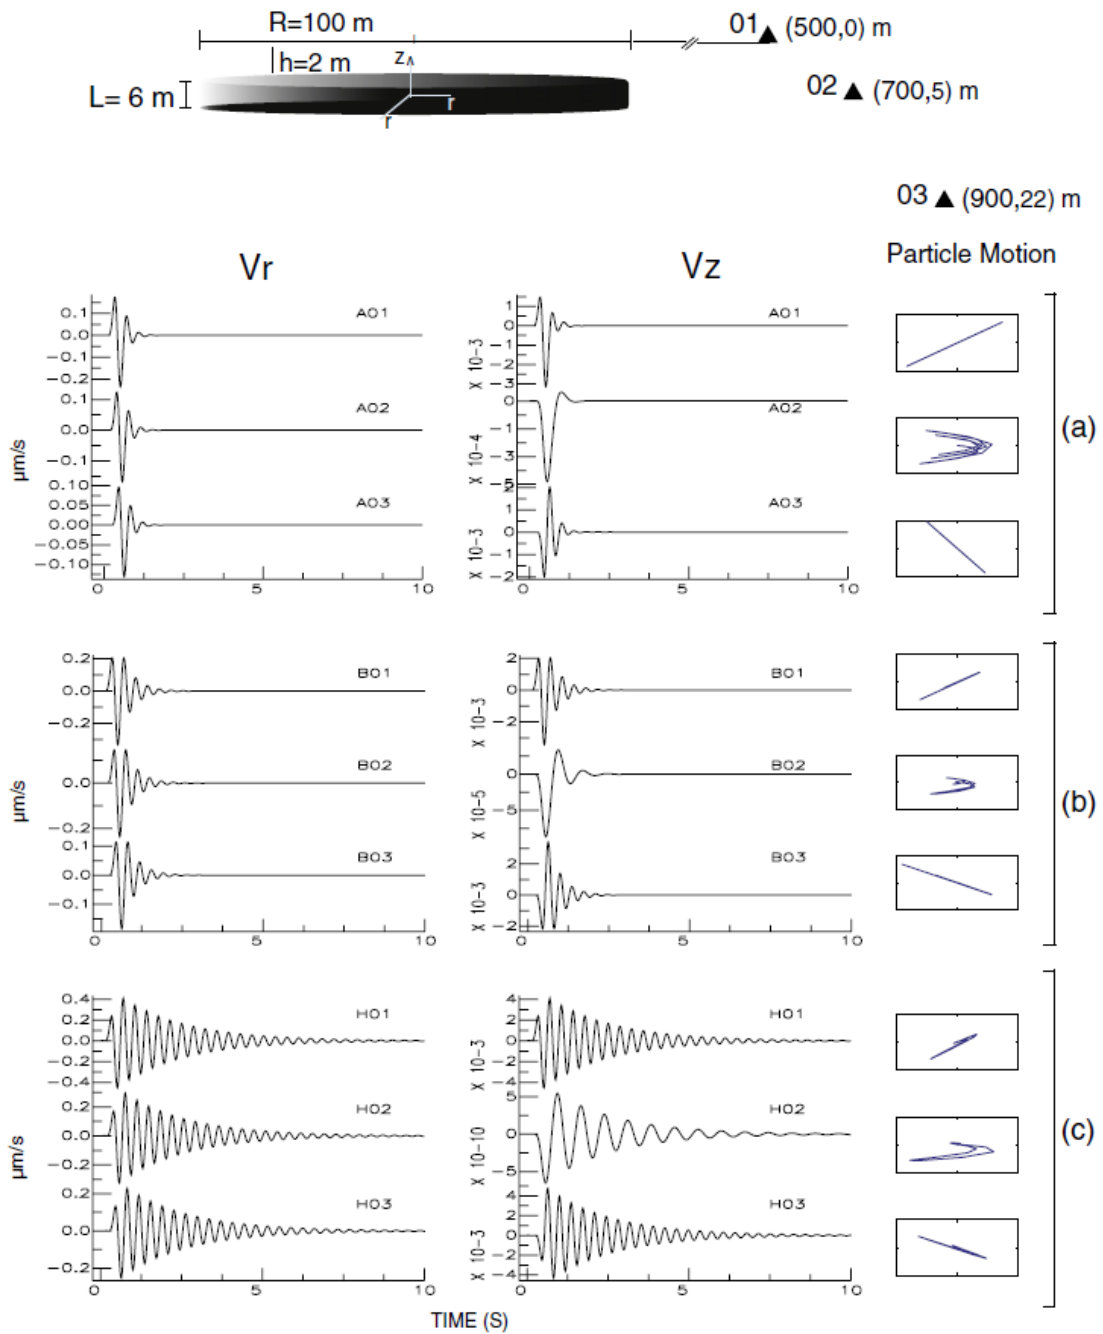 R=100 m
01 (500,0) m
h=2 m
z
L= 6 m
r
r
02 (700,5) m
03 (900,22) m
Vr
Vz
Particle Motion
0.1
0.0
−0.1
−0.2
A01
0.1
0.0
−0.1
A02
0.10
0.05
0.00
−0.05
−0.10
A03
0 5 10
µm/s
1
0
−1
−2
−3
X 10-3
A01
0
−1
−3
−5
X 10-4
A02
2
1
0
−1
−2
X 10-3
A03
0 5 10
(a)
0.2
0.0
−0.2
B01
0.0
−0.2
B02
0.1
0.0
−0.1
B03
0 5 10
µm/s
2
0
−2
X 10-3
B01
0
−5
X 10-5
B02
2
0
−2
X 10-3
B03
0 5 10
(b)
0.4
0.2
0.0
−0.2
−0.4
H01
0.2
0.0
−0.2
H02
0.2
0.0
−0.2
H03
0 5 10
µm/s
4
2
0
−2
−4
X 10-3
H01
5
0
−5
X 10-10
H02
4
2
0
−2
−4
X 10-3
H03
0 5 10
(c)
TIME (S)